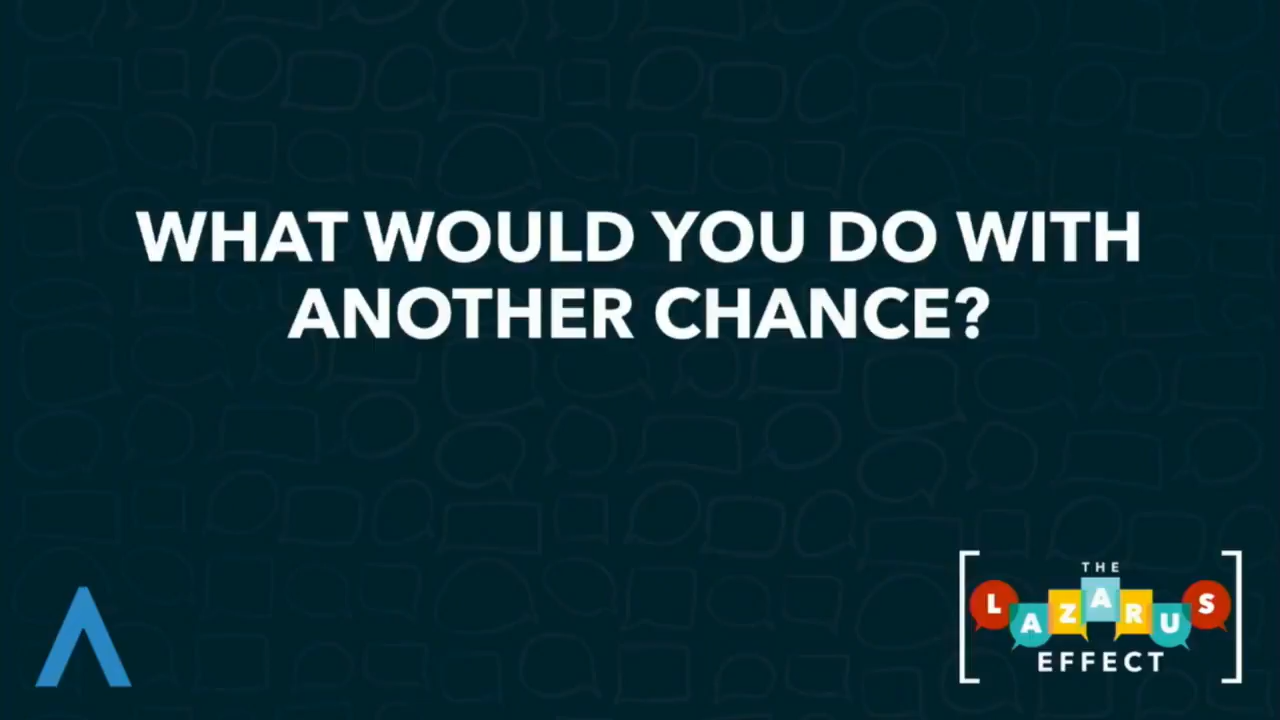 WHAT WOULD YOU DO WITH
ANOTHER CHANCE?
THE
LAZARUS
EFFECT